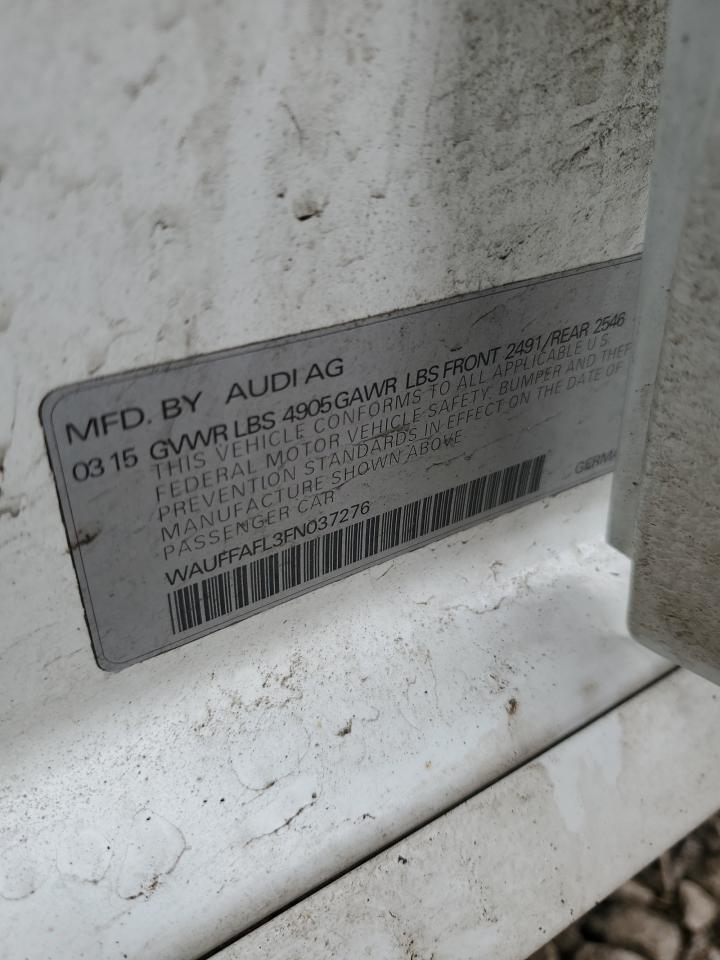 MFD. BY AUDI AG
03 15 GVWR LBS 4905 GAWR LBS FRONT 2491/REAR 2546
THIS VEHICLE CONFORMS TO ALL APPLICABLE U.S.
FEDERAL MOTOR VEHICLE SAFETY, BUMPER AND THEFT
PREVENTION STANDARDS IN EFFECT ON THE DATE OF
MANUFACTURE SHOWN ABOVE.
PASSENGER CAR
GERMA
WAUFFAFL3FN037276